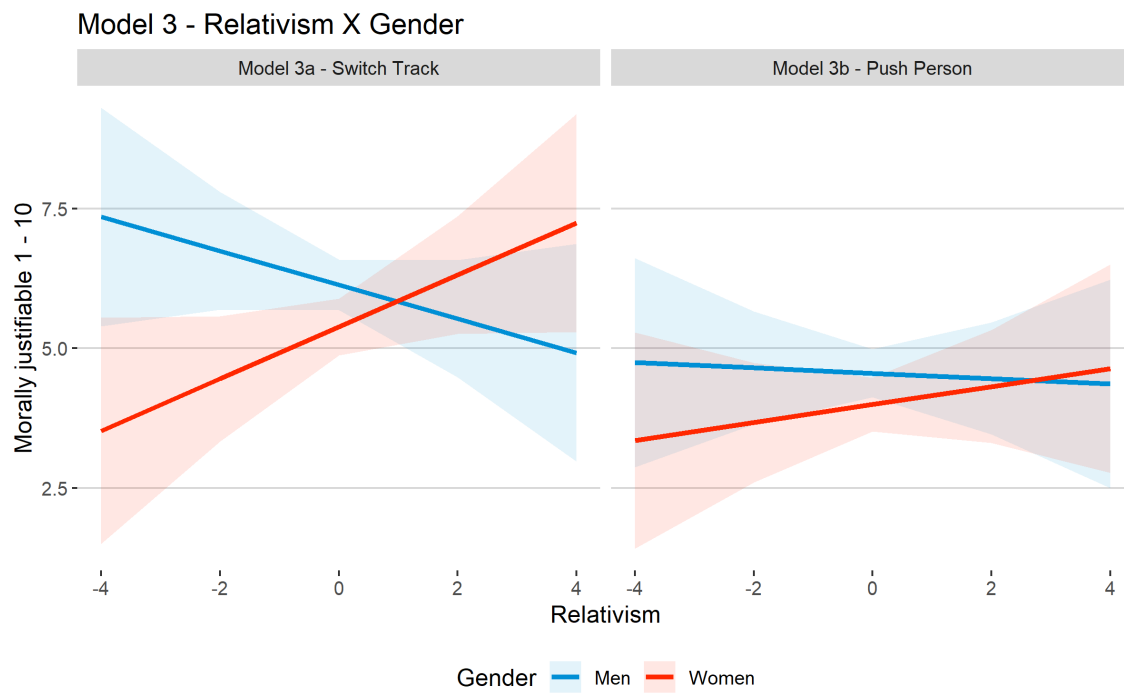 Model 3 - Relativism X Gender
Model 3a - Switch Track
Model 3b - Push Person
Morally justifiable 1 - 10
7.5
5.0
2.5
-4 -2 0 2 4
-4 -2 0 2 4
Relativism
Gender Men Women